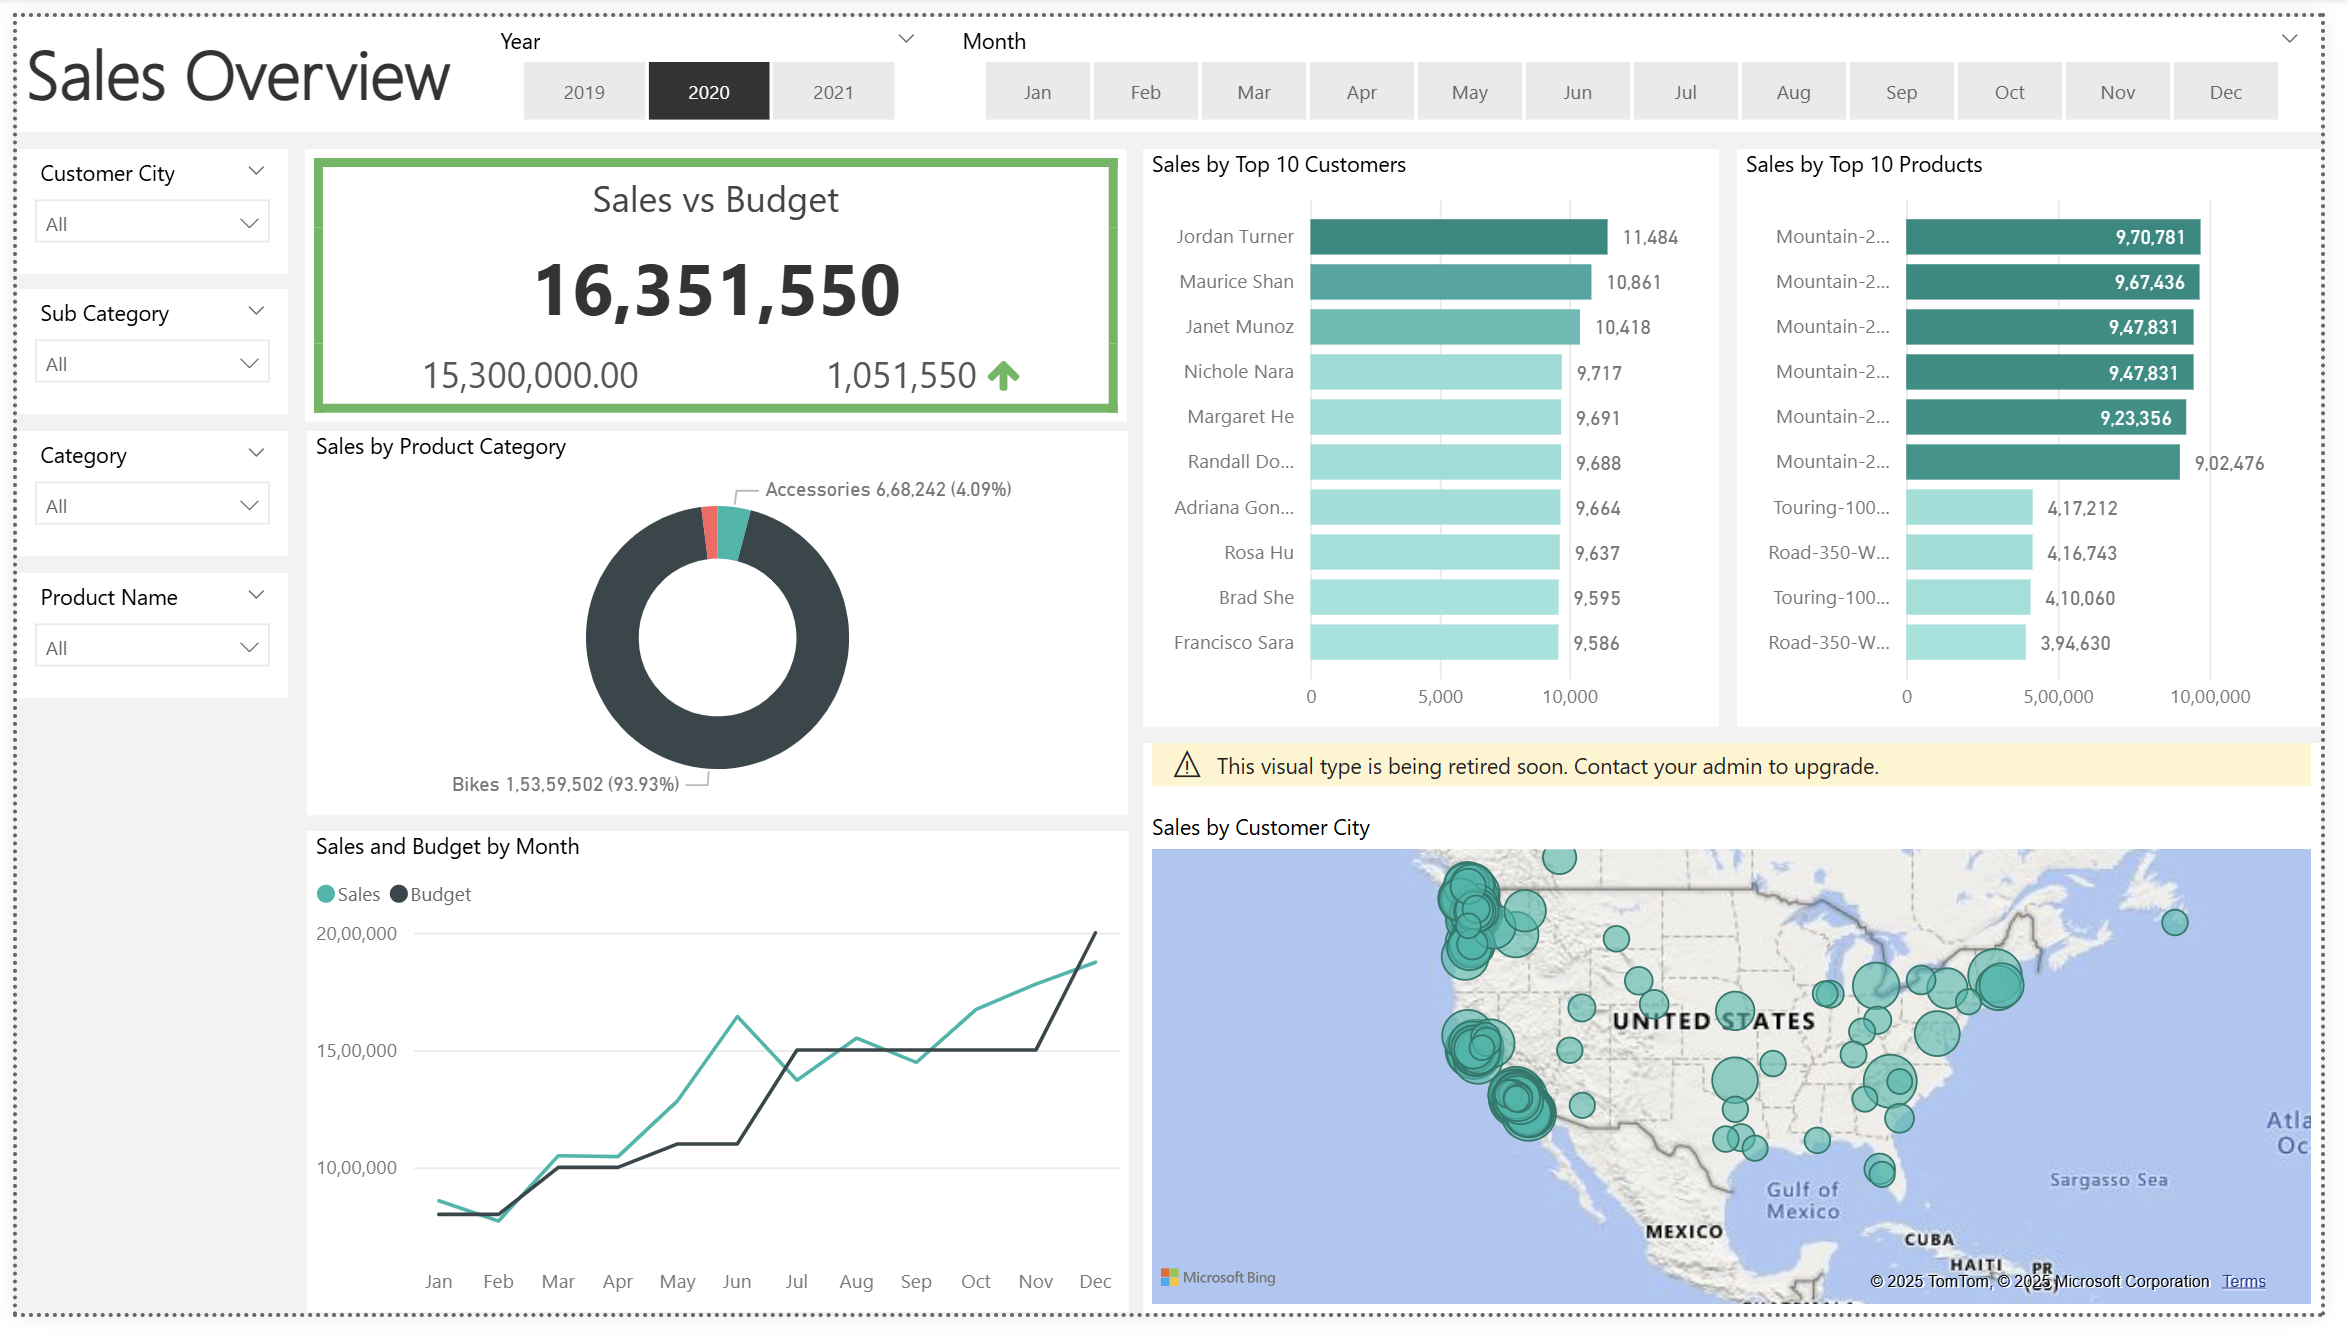 Sales Overview
Year
2019 2020 2021
Month
Jan Feb Mar Apr May Jun Jul Aug Sep Oct Nov Dec
Customer City
All
Sub Category
All
Category
All
Product Name
All
Sales vs Budget
16,351,550
15,300,000.00 1,051,550
Sales by Product Category
Accessories 6,68,242 (4.09%)
Bikes 1,53,59,502 (93.93%)
Sales and Budget by Month
Sales Budget
20,00,000
15,00,000
10,00,000
Jan Feb Mar Apr May Jun Jul Aug Sep Oct Nov Dec
Sales by Top 10 Customers
Jordan Turner 11,484
Maurice Shan 10,861
Janet Munoz 10,418
Nichole Nara 9,717
Margaret He 9,691
Randall Do... 9,688
Adriana Gon... 9,664
Rosa Hu 9,637
Brad She 9,595
Francisco Sara 9,586
0 5,000 10,000
Sales by Top 10 Products
Mountain-2... 9,70,781
Mountain-2... 9,67,436
Mountain-2... 9,47,831
Mountain-2... 9,47,831
Mountain-2... 9,23,356
Mountain-2... 9,02,476
Touring-100... 4,17,212
Road-350-W... 4,16,743
Touring-100... 4,10,060
Road-350-W... 3,94,630
0 5,00,000 10,00,000
This visual type is being retired soon. Contact your admin to upgrade.
Sales by Customer City
UNITED STATES
Atla
Oc
Sargasso Sea
Gulf of
Mexico
MEXICO
CUBA
HAITI PR
(US)
Microsoft Bing
© 2025 TomTom, © 2025 Microsoft Corporation Terms